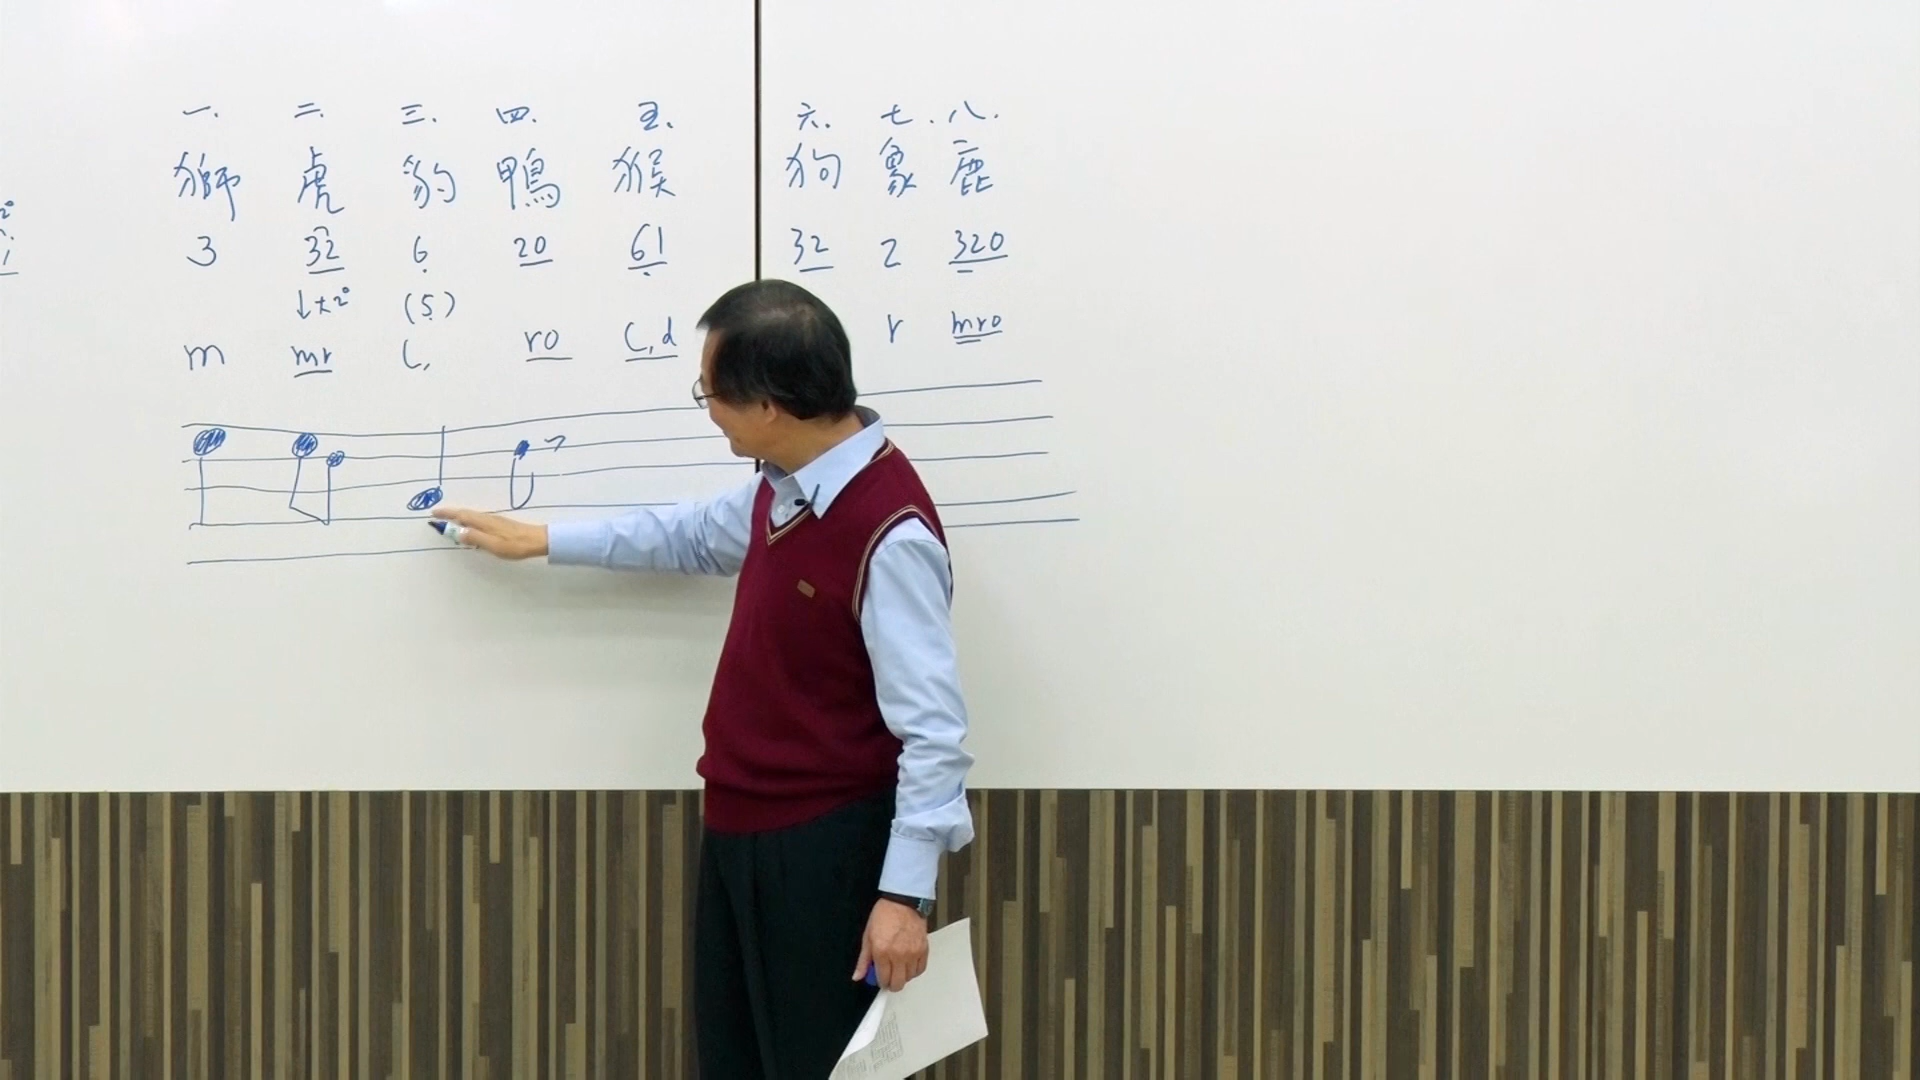 一. 二. 三. 四. 五. 六. 七. 八.
獅 虎 豹 鴨 猴 狗 象 鹿
3 32 6 20 61 32 2 320
↓+2° (5)
m mr l, ro l,d r mro